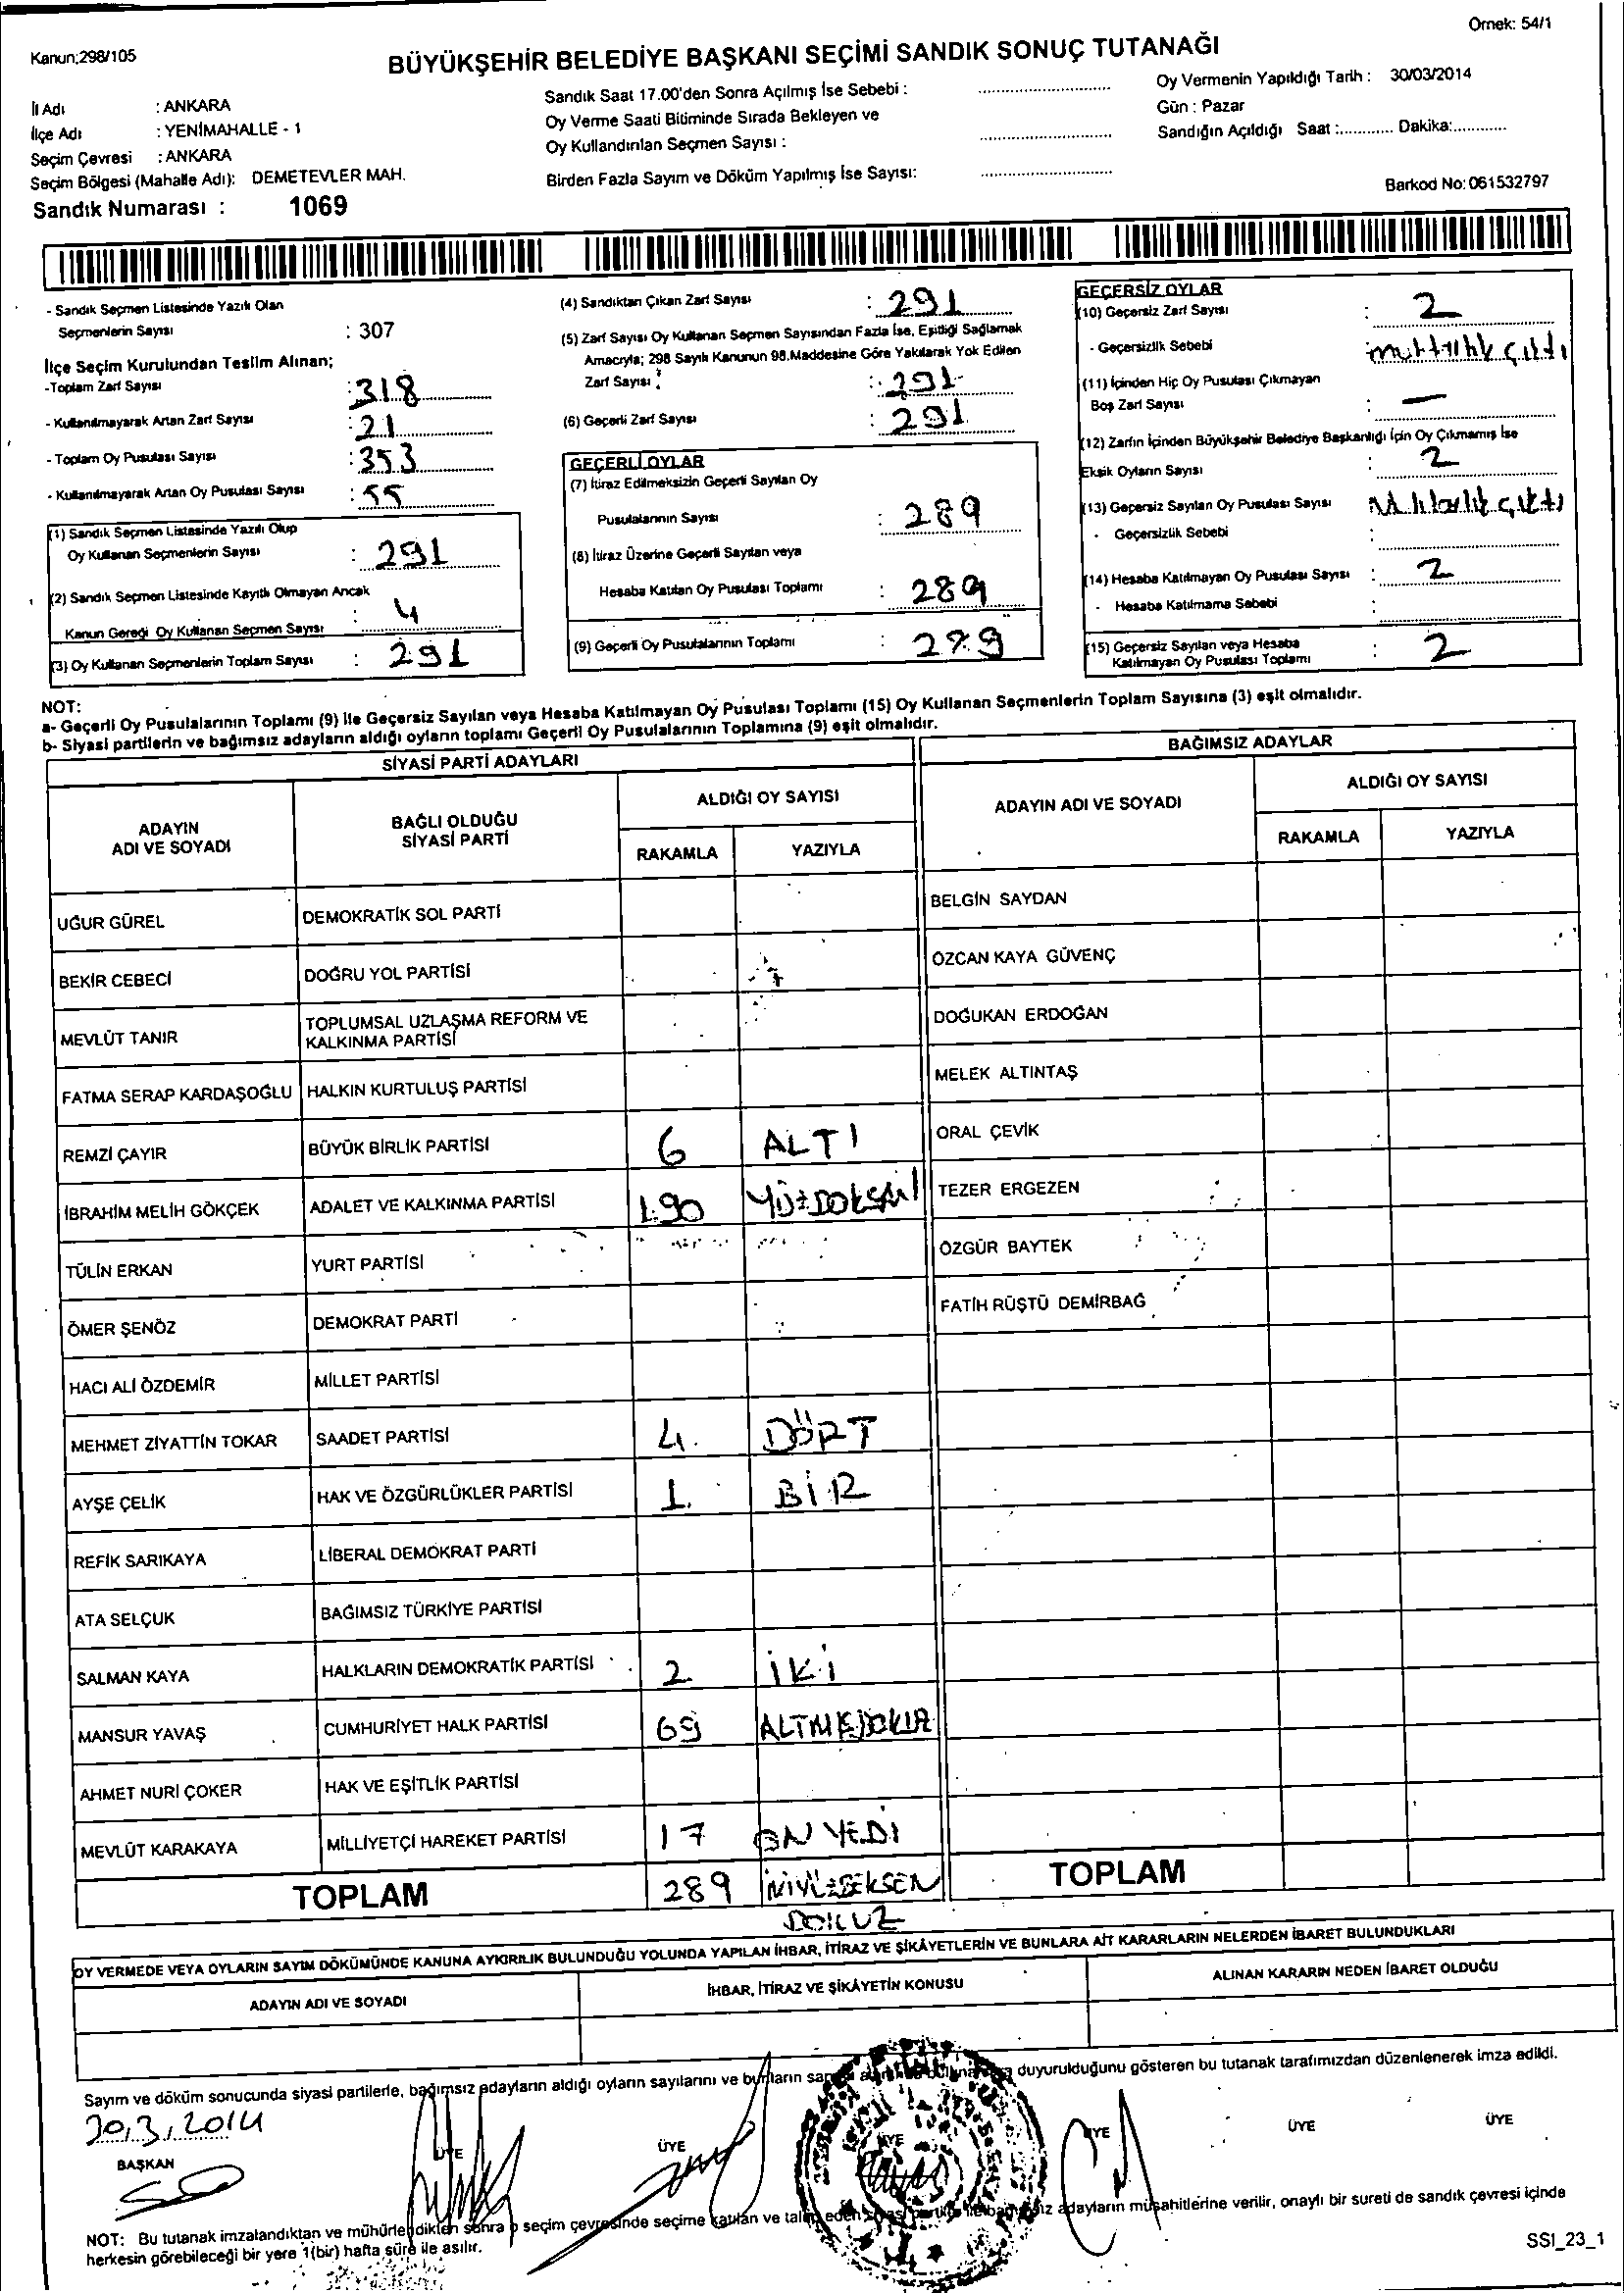 Örnek: 54/1
Kanun;298/105
BÜYÜKŞEHİR BELEDİYE BAŞKANI SEÇİMİ SANDIK SONUÇ TUTANAĞI
İl Adı : ANKARA
İlçe Adı : YENİMAHALLE - 1
Seçim Çevresi : ANKARA
Seçim Bölgesi (Mahalle Adı): DEMETEVLER MAH.
Sandık Numarası : 1069
Sandık Saat 17.00'den Sonra Açılmış İse Sebebi :
Oy Verme Saati Bitiminde Sırada Bekleyen ve
Oy Kullandırılan Seçmen Sayısı :
Birden Fazla Sayım ve Döküm Yapılmış İse Sayısı:
Oy Vermenin Yapıldığı Tarih : 30/03/2014
Gün : Pazar
Sandığın Açıldığı Saat :............ Dakika:............
Barkod No: 061532797
- Sandık Seçmen Listesinde Yazılı Olan
Seçmenlerin Sayısı : 307
İlçe Seçim Kurulundan Teslim Alınan;
-Toplam Zarf Sayısı : 318
- Kullanılmayarak Artan Zarf Sayısı : 21
- Toplam Oy Pusulası Sayısı : 353
- Kullanılmayarak Artan Oy Pusulası Sayısı : 55
(1) Sandık Seçmen Listesinde Yazılı Olup
Oy Kullanan Seçmenlerin Sayısı : 291
(2) Sandık Seçmen Listesinde Kayıtlı Olmayan Ancak
Kanun Gereği Oy Kullanan Seçmen Sayısı : 4
(3) Oy Kullanan Seçmenlerin Toplam Sayısı : 291
(4) Sandıktan Çıkan Zarf Sayısı : 291
(5) Zarf Sayısı Oy Kullanan Seçmen Sayısından Fazla İse, Eşitliği Sağlamak
Amacıyla; 298 Sayılı Kanunun 98.Maddesine Göre Yakılarak Yok Edilen
Zarf Sayısı : 291
(6) Geçerli Zarf Sayısı : 291
GEÇERLİ OYLAR
(7) İtiraz Edilmeksizin Geçerli Sayılan Oy
Pusulalarının Sayısı : 289
(8) İtiraz Üzerine Geçerli Sayılan veya
Hesaba Katılan Oy Pusulası Toplamı : 289
(9) Geçerli Oy Pusulalarının Toplamı : 289
GEÇERSİZ OYLAR
(10) Geçersiz Zarf Sayısı : 2
- Geçersizlik Sebebi çıktı
(11) İçinden Hiç Oy Pusulası Çıkmayan
Boş Zarf Sayısı : —
(12) Zarfın İçinden Büyükşehir Belediye Başkanlığı İçin Oy Çıkmamış İse
Eksik Oyların Sayısı : 2
(13) Geçersiz Sayılan Oy Pusulası Sayısı çıktı
- Geçersizlik Sebebi :
(14) Hesaba Katılmayan Oy Pusulası Sayısı : 2
- Hesaba Katılmama Sebebi :
(15) Geçersiz Sayılan veya Hesaba
Katılmayan Oy Pusulası Toplamı : 2
NOT:
a- Geçerli Oy Pusulalarının Toplamı (9) ile Geçersiz Sayılan veya Hesaba Katılmayan Oy Pusulası Toplamı (15) Oy Kullanan Seçmenlerin Toplam Sayısına (3) eşit olmalıdır.
b- Siyasi partilerin ve bağımsız adayların aldığı oyların toplamı Geçerli Oy Pusulalarının Toplamına (9) eşit olmalıdır.
SİYASİ PARTİ ADAYLARI
BAĞIMSIZ ADAYLAR
ADAYIN ADI VE SOYADI
BAĞLI OLDUĞU SİYASİ PARTİ
ALDIĞI OY SAYISI
RAKAMLA YAZIYLA
ADAYIN ADI VE SOYADI
ALDIĞI OY SAYISI
RAKAMLA YAZIYLA
UĞUR GÜREL DEMOKRATİK SOL PARTİ BELGİN SAYDAN
BEKİR CEBECİ DOĞRU YOL PARTİSİ ÖZCAN KAYA GÜVENÇ
MEVLÜT TANIR TOPLUMSAL UZLAŞMA REFORM VE KALKINMA PARTİSİ DOĞUKAN ERDOĞAN
FATMA SERAP KARDAŞOĞLU HALKIN KURTULUŞ PARTİSİ MELEK ALTINTAŞ
REMZİ ÇAYIR BÜYÜK BİRLİK PARTİSİ 6 ALTI ORAL ÇEVİK
İBRAHİM MELİH GÖKÇEK ADALET VE KALKINMA PARTİSİ 190 YÜZDOKSAN TEZER ERGEZEN
TÜLİN ERKAN YURT PARTİSİ ÖZGÜR BAYTEK
ÖMER ŞENÖZ DEMOKRAT PARTİ FATİH RÜŞTÜ DEMİRBAĞ
HACI ALİ ÖZDEMİR MİLLET PARTİSİ
MEHMET ZİYATTİN TOKAR SAADET PARTİSİ 4 DÖRT
AYŞE ÇELİK HAK VE ÖZGÜRLÜKLER PARTİSİ 1 BİR
REFİK SARIKAYA LİBERAL DEMOKRAT PARTİ
ATA SELÇUK BAĞIMSIZ TÜRKİYE PARTİSİ
SALMAN KAYA HALKLARIN DEMOKRATİK PARTİSİ 2 İKİ
MANSUR YAVAŞ CUMHURİYET HALK PARTİSİ 69
AHMET NURİ ÇOKER HAK VE EŞİTLİK PARTİSİ
MEVLÜT KARAKAYA MİLLİYETÇİ HAREKET PARTİSİ 17 ON YEDİ
TOPLAM 289 İKİYÜZSEKSEN TOPLAM
DOKUZ
OY VERMEDE VEYA OYLARIN SAYIM DÖKÜMÜNDE KANUNA AYKIRILIK BULUNDUĞU YOLUNDA YAPILAN İHBAR, İTİRAZ VE ŞİKÂYETLERİN VE BUNLARA AİT KARARLARIN NELERDEN İBARET BULUNDUKLARI
ADAYIN ADI VE SOYADI İHBAR, İTİRAZ VE ŞİKÂYETİN KONUSU ALINAN KARARIN NEDEN İBARET OLDUĞU
Sayım ve döküm sonucunda siyasi partilerle, bağımsız adayların aldığı oyların sayılarını ve bunların duyurulduğunu gösteren bu tutanak tarafımızdan düzenlenerek imza edildi.
30.3.2014
BAŞKAN ÜYE ÜYE ÜYE ÜYE ÜYE ÜYE
NOT: Bu tutanak imzalandıktan ve mühürlendikten sonra o seçim çevresinde seçime katılan ve talep eden siyasi partiler ile bağımsız adayların müşahitlerine verilir, onaylı bir sureti de sandık çevresi içinde
herkesin görebileceği bir yere 1(bir) hafta süre ile asılır.
SSI_23_1